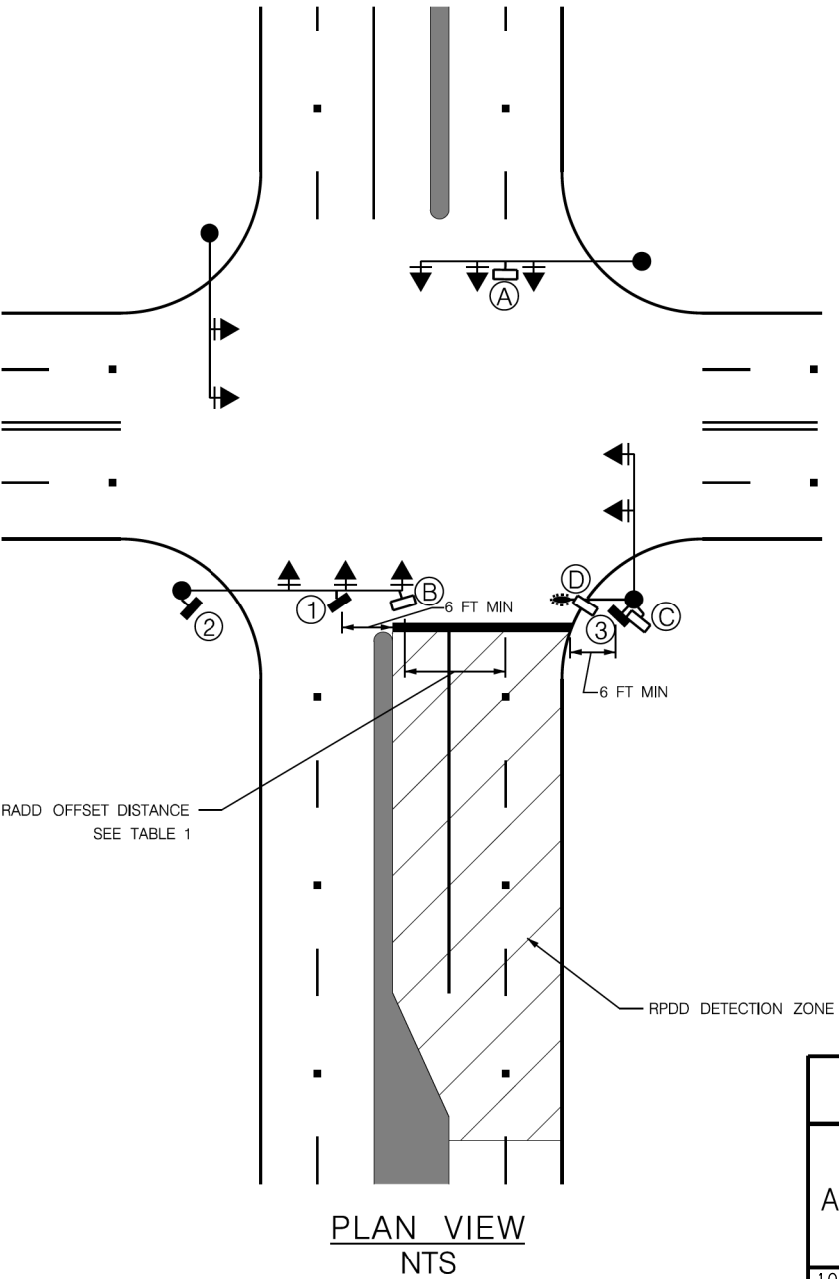 A
B
6 FT MIN
1
2
D
3
C
6 FT MIN
RADD OFFSET DISTANCE
SEE TABLE 1
RPDD DETECTION ZONE
A
PLAN VIEW
NTS